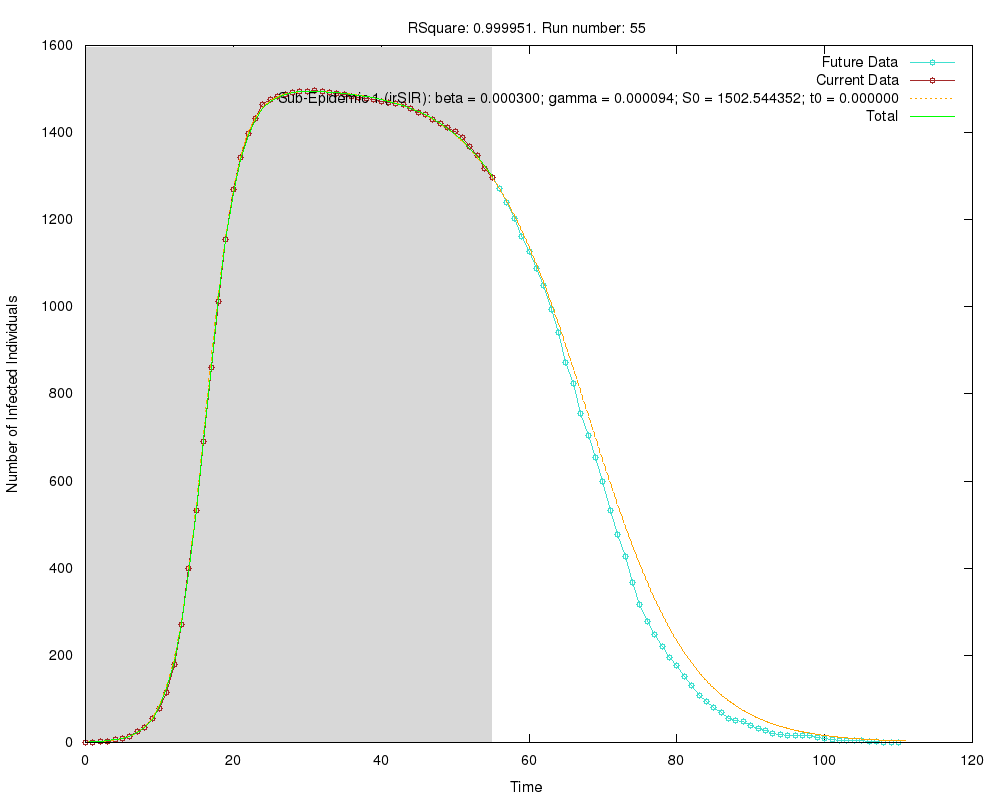 RSquare: 0.999951. Run number: 55
1600
1400
1200
1000
800
600
400
200
0
Number of Infected Individuals
Future Data
Current Data
Sub-Epidemic 1 (irSIR): beta = 0.000300; gamma = 0.000094; S0 = 1502.544352; t0 = 0.000000
Total
0 20 40 60 80 100 120
Time